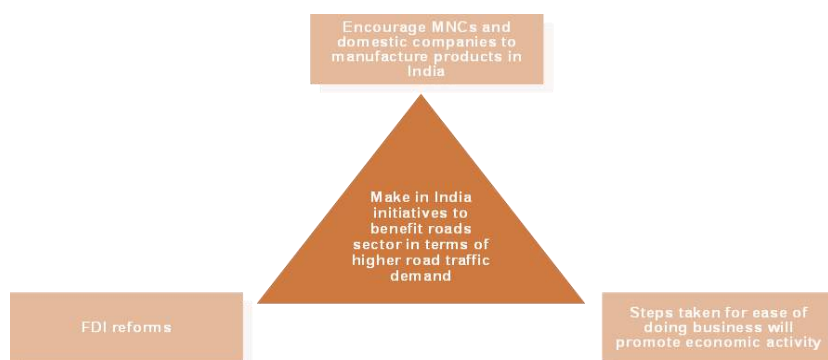 Encourage MNCs and
domestic companies to
manufacture products in
India
Make in India
initiatives to
benefit roads
sector in terms of
higher road traffic
demand
FDI reforms
Steps taken for ease of
doing business will
promote economic activity